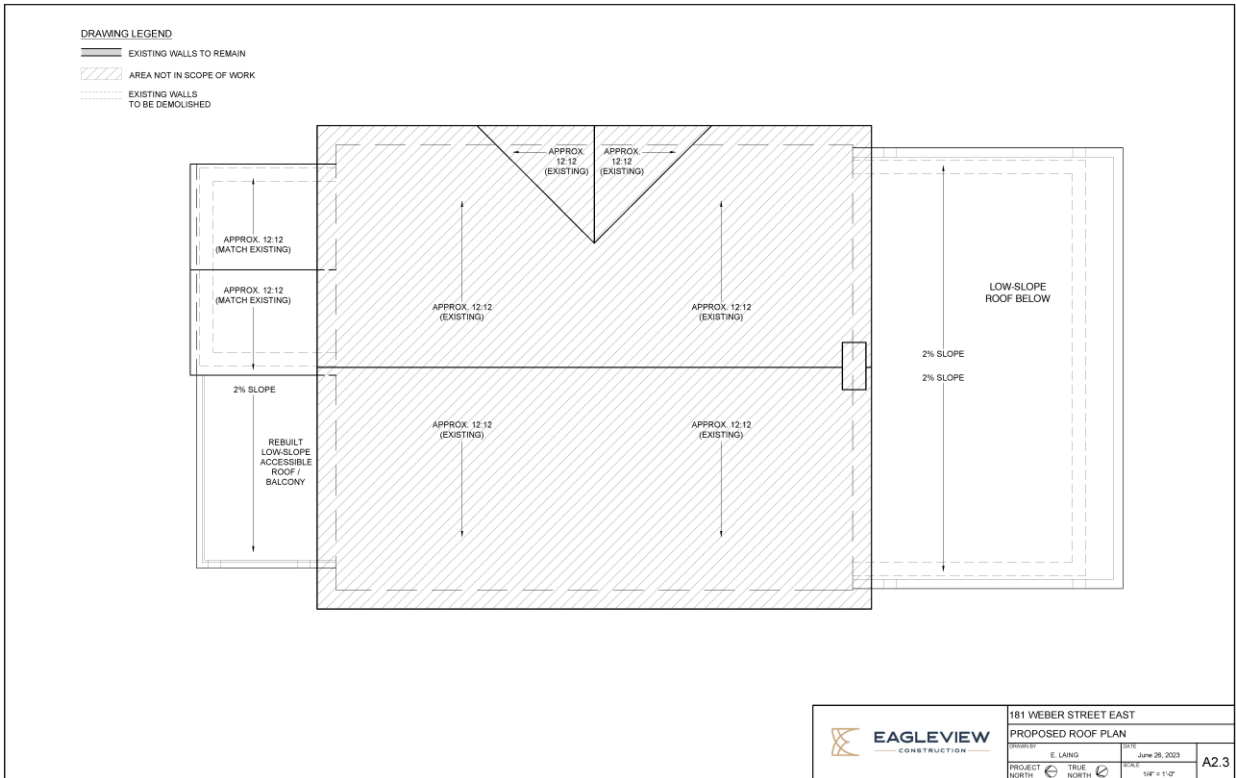 DRAWING LEGEND
EXISTING WALLS TO REMAIN
AREA NOT IN SCOPE OF WORK
EXISTING WALLS
TO BE DEMOLISHED
APPROX.
12:12
(EXISTING)
APPROX.
12:12
(EXISTING)
APPROX. 12:12
(MATCH EXISTING)
APPROX. 12:12
(MATCH EXISTING)
APPROX. 12:12
(EXISTING)
APPROX. 12:12
(EXISTING)
LOW-SLOPE
ROOF BELOW
2% SLOPE
2% SLOPE
2% SLOPE
REBUILT
LOW-SLOPE
ACCESSIBLE
ROOF /
BALCONY
APPROX. 12:12
(EXISTING)
APPROX. 12:12
(EXISTING)
EAGLEVIEW
CONSTRUCTION
181 WEBER STREET EAST
PROPOSED ROOF PLAN
DRAWN BY
E. LAING
DATE
June 26, 2023
PROJECT
NORTH
TRUE
NORTH
SCALE
1/4" = 1'-0"
A2.3